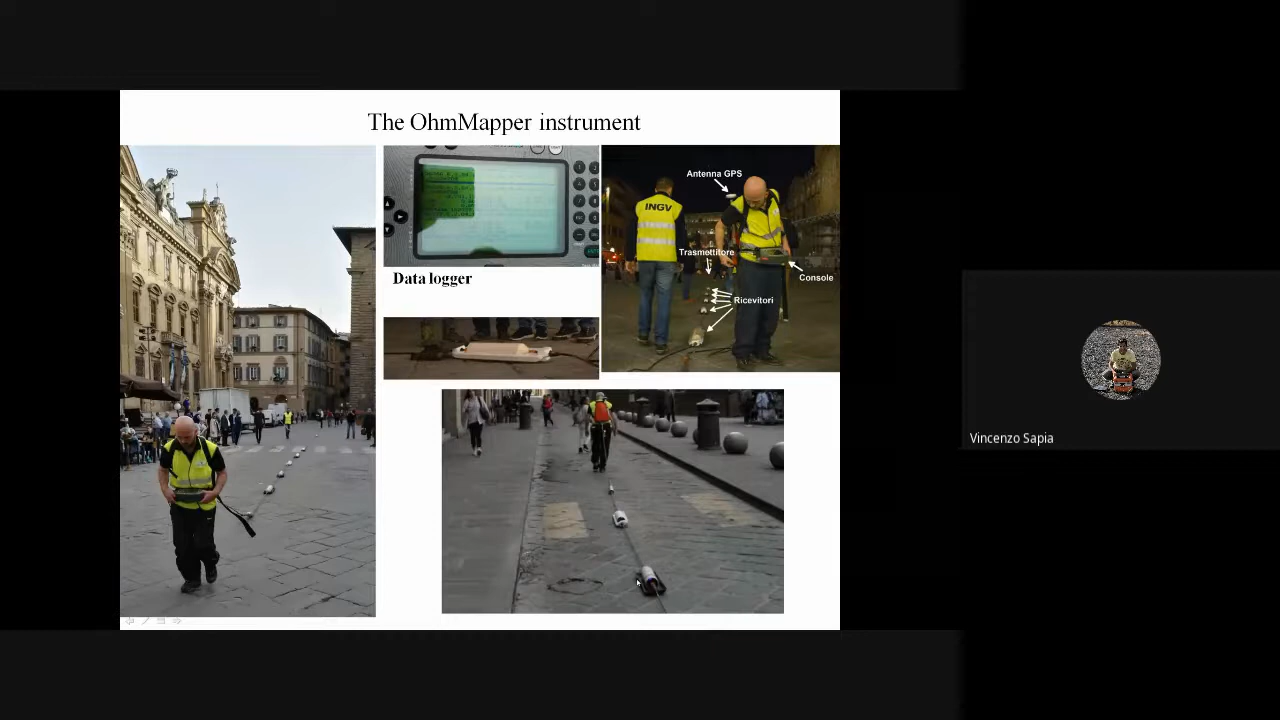 The OhmMapper instrument
Antenna GPS
INGV
Trasmettitore
Console
Data logger
Ricevitori
Vincenzo Sapia